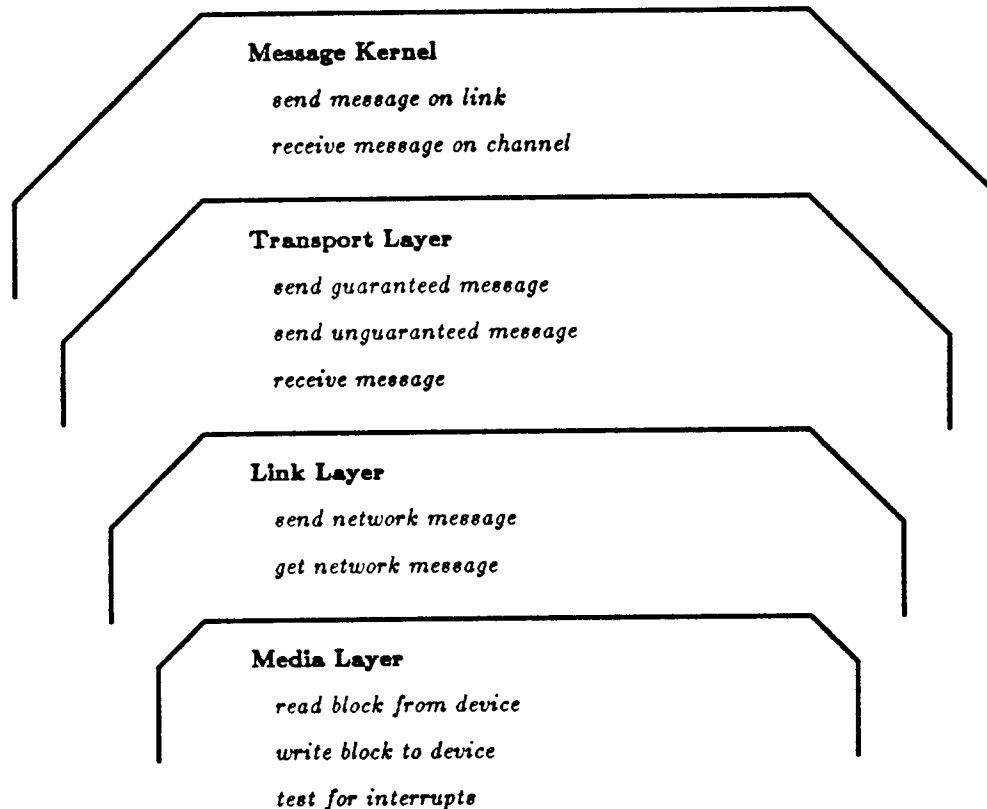 Message Kernel
send message on link
receive message on channel
Transport Layer
send guaranteed message
send unguaranteed message
receive message
Link Layer
send network message
get network message
Media Layer
read block from device
write block to device
test for interrupts